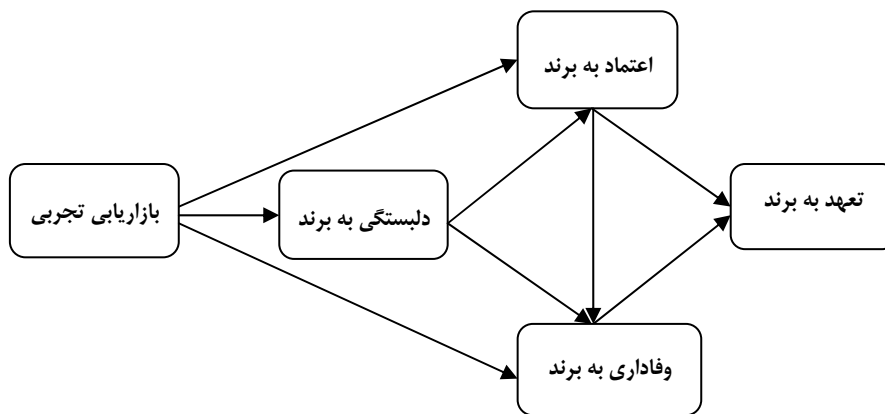 اعتماد به برند
بازاریابی تجربی
دلبستگی به برند
تعهد به برند
وفاداری به برند